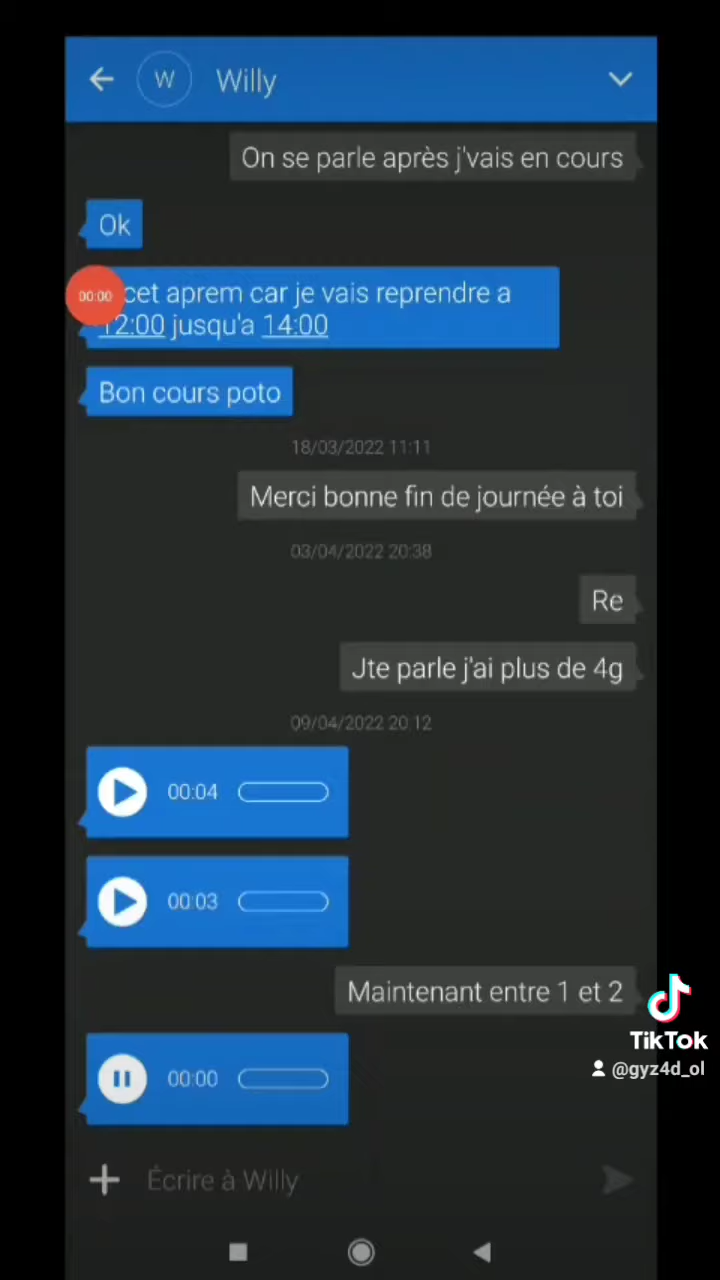 W Willy
On se parle après j'vais en cours
Ok
00:00 cet aprem car je vais reprendre a
12:00 jusqu'a 14:00
Bon cours poto
18/03/2022 11:11
Merci bonne fin de journée à toi
03/04/2022 20:38
Re
Jte parle j'ai plus de 4g
09/04/2022 20:12
00:04
00:03
Maintenant entre 1 et 2
00:00
Écrire à Willy
TikTok
@gyz4d_ol